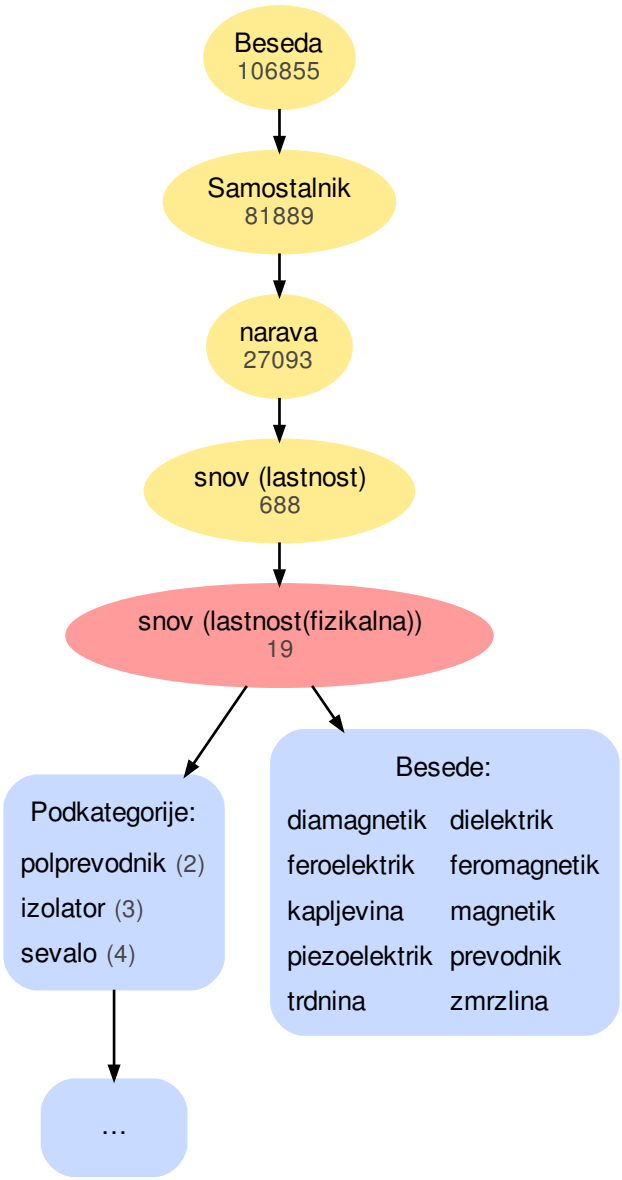 Beseda
106855
Samostalnik
81889
narava
27093
snov (lastnost)
688
snov (lastnost(fizikalna))
19
Podkategorije:
polprevodnik (2)
izolator (3)
sevalo (4)
Besede:
diamagnetik dielektrik
feroelektrik feromagnetik
kapljevina magnetik
piezoelektrik prevodnik
trdnina zmrzlina
…